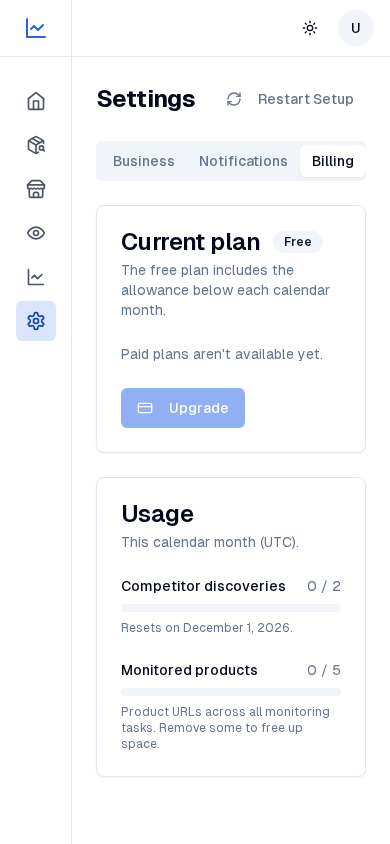 U
Settings
Restart Setup
Business
Notifications
Billing
Current plan
Free
The free plan includes the
allowance below each calendar
month.
Paid plans aren't available yet.
Upgrade
Usage
This calendar month (UTC).
Competitor discoveries
0 / 2
Resets on December 1, 2026.
Monitored products
0 / 5
Product URLs across all monitoring
tasks. Remove some to free up
space.